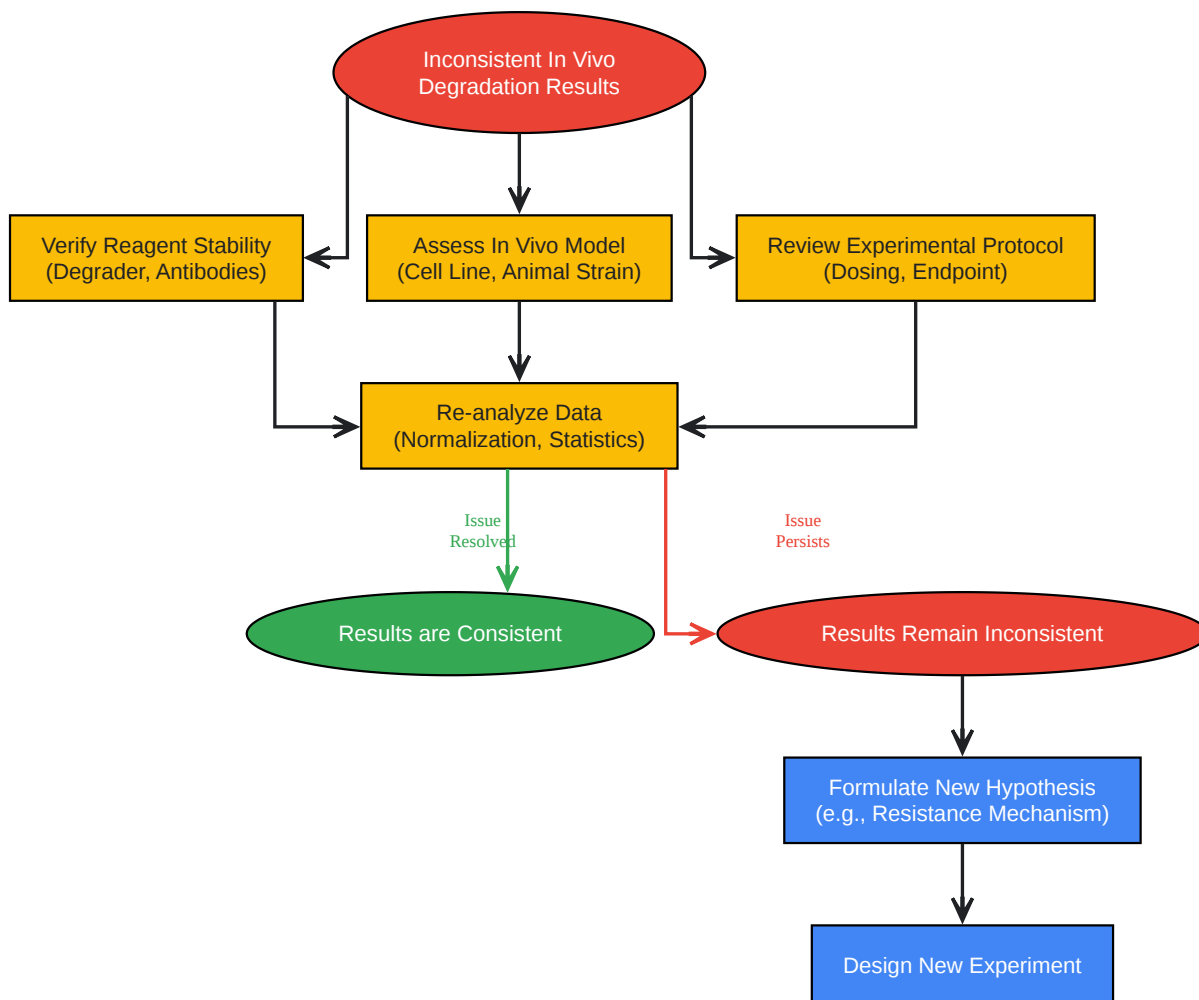 Inconsistent In Vivo
Degradation Results
Verify Reagent Stability
(Degrader, Antibodies)
Assess In Vivo Model
(Cell Line, Animal Strain)
Review Experimental Protocol
(Dosing, Endpoint)
Re-analyze Data
(Normalization, Statistics)
Issue
Resolved
Issue
Persists
Results are Consistent
Results Remain Inconsistent
Formulate New Hypothesis
(e.g., Resistance Mechanism)
Design New Experiment